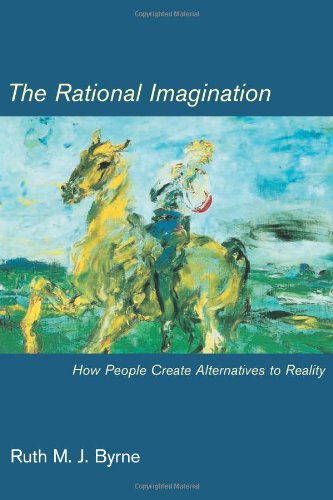 The Rational Imagination
How People Create Alternatives to Reality
Ruth M. J. Byrne